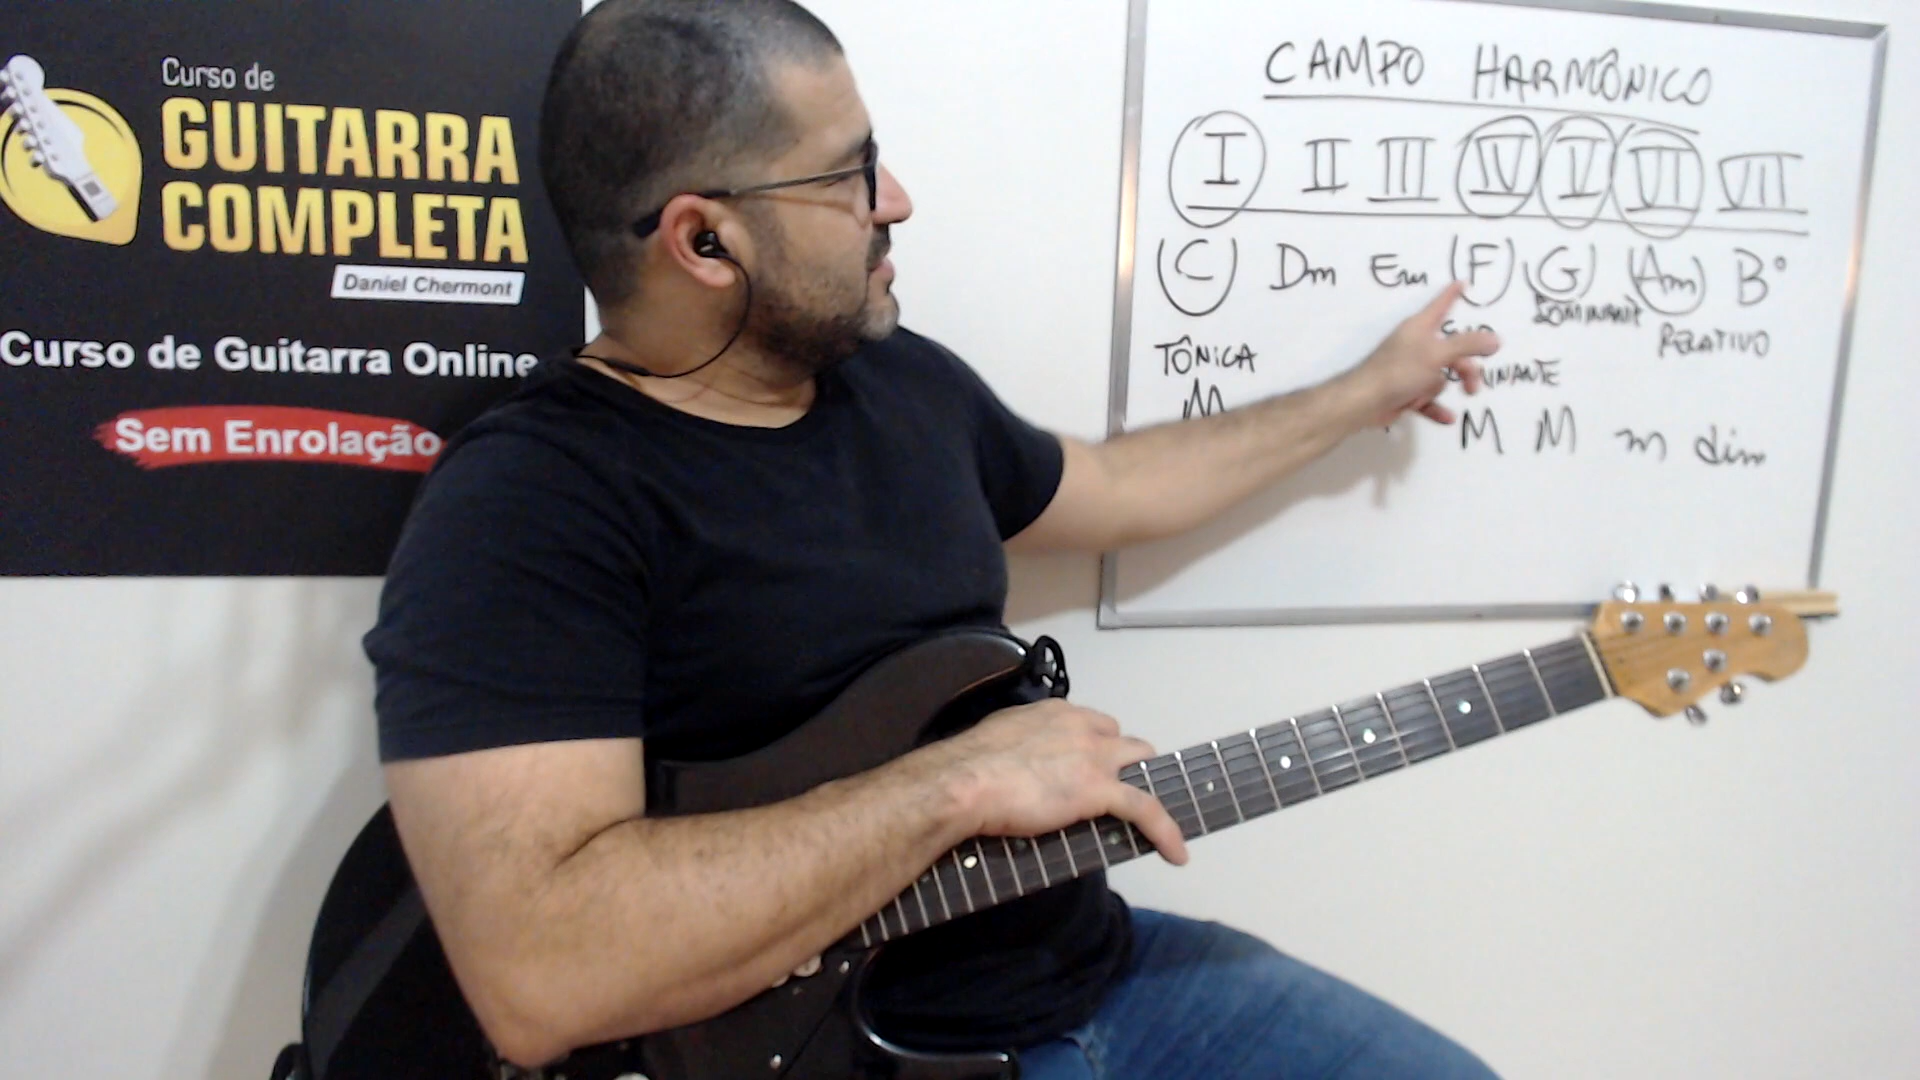 Curso de
GUITARRA
COMPLETA
Daniel Chermont
Curso de Guitarra Online
Sem Enrolação
CAMPO HARMÔNICO
I II III IV V VI VII
(C) Dm Em (F) (G) (Am) B°
DOMINANTE
TÔNICA RELATIVO
M M M m dim